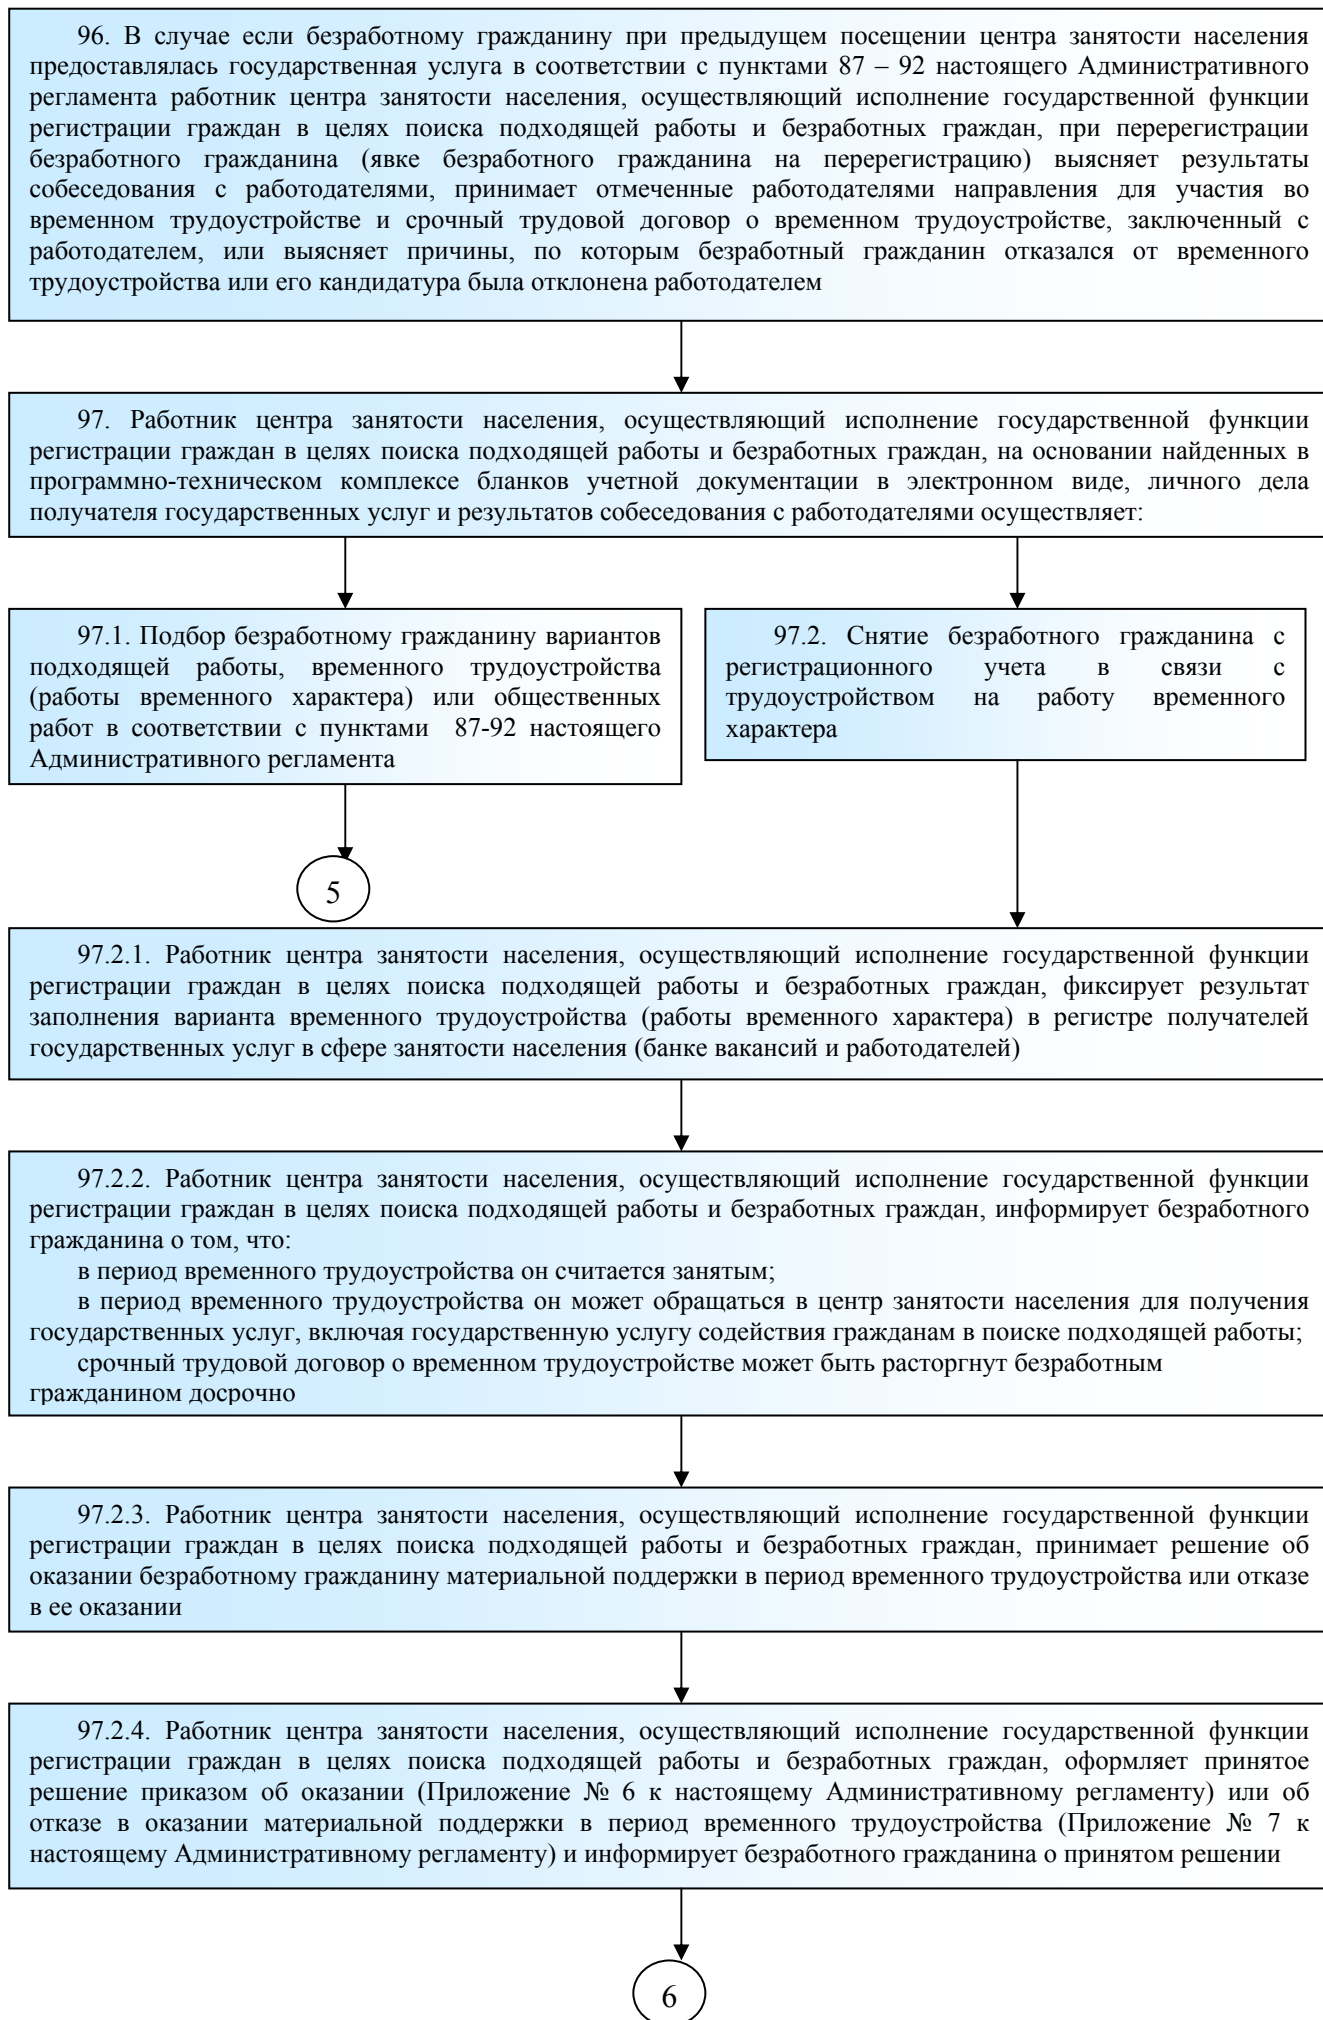 96. В случае если безработному гражданину при предыдущем посещении центра занятости населения
предоставлялась государственная услуга в соответствии с пунктами 87 – 92 настоящего Административного
регламента работник центра занятости населения, осуществляющий исполнение государственной функции
регистрации граждан в целях поиска подходящей работы и безработных граждан, при перерегистрации
безработного гражданина (явке безработного гражданина на перерегистрацию) выясняет результаты
собеседования с работодателями, принимает отмеченные работодателями направления для участия во
временном трудоустройстве и срочный трудовой договор о временном трудоустройстве, заключенный с
работодателем, или выясняет причины, по которым безработный гражданин отказался от временного
трудоустройства или его кандидатура была отклонена работодателем
97. Работник центра занятости населения, осуществляющий исполнение государственной функции
регистрации граждан в целях поиска подходящей работы и безработных граждан, на основании найденных в
программно-техническом комплексе бланков учетной документации в электронном виде, личного дела
получателя государственных услуг и результатов собеседования с работодателями осуществляет:
97.1. Подбор безработному гражданину вариантов
подходящей работы, временного трудоустройства
(работы временного характера) или общественных
работ в соответствии с пунктами 87-92 настоящего
Административного регламента
97.2. Снятие безработного гражданина с
регистрационного учета в связи с
трудоустройством на работу временного
характера
5
97.2.1. Работник центра занятости населения, осуществляющий исполнение государственной функции
регистрации граждан в целях поиска подходящей работы и безработных граждан, фиксирует результат
заполнения варианта временного трудоустройства (работы временного характера) в регистре получателей
государственных услуг в сфере занятости населения (банке вакансий и работодателей)
97.2.2. Работник центра занятости населения, осуществляющий исполнение государственной функции
регистрации граждан в целях поиска подходящей работы и безработных граждан, информирует безработного
гражданина о том, что:
в период временного трудоустройства он считается занятым;
в период временного трудоустройства он может обращаться в центр занятости населения для получения
государственных услуг, включая государственную услугу содействия гражданам в поиске подходящей работы;
срочный трудовой договор о временном трудоустройстве может быть расторгнут безработным
гражданином досрочно
97.2.3. Работник центра занятости населения, осуществляющий исполнение государственной функции
регистрации граждан в целях поиска подходящей работы и безработных граждан, принимает решение об
оказании безработному гражданину материальной поддержки в период временного трудоустройства или отказе
в ее оказании
97.2.4. Работник центра занятости населения, осуществляющий исполнение государственной функции
регистрации граждан в целях поиска подходящей работы и безработных граждан, оформляет принятое
решение приказом об оказании (Приложение № 6 к настоящему Административному регламенту) или об
отказе в оказании материальной поддержки в период временного трудоустройства (Приложение № 7 к
настоящему Административному регламенту) и информирует безработного гражданина о принятом решении
6